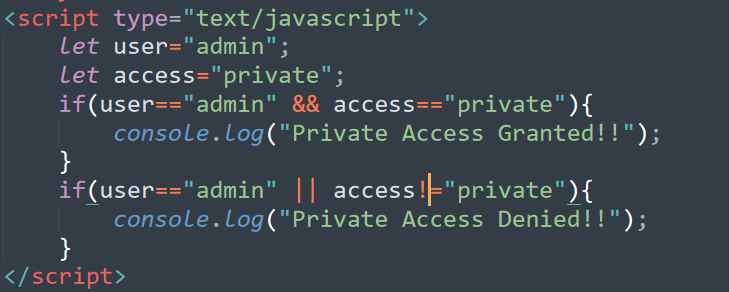 <script type="text/javascript">
let user="admin";
let access="private";
if(user=="admin" && access=="private"){
console.log("Private Access Granted!!");
}
if(user=="admin" || access!="private"){
console.log("Private Access Denied!!");
}
</script>